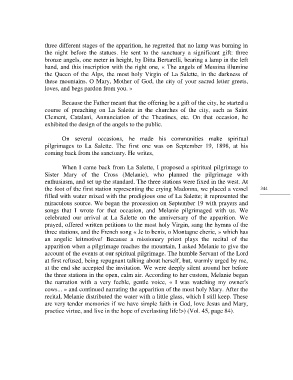 three different stages of the apparition, he regretted that no lamp was burning in
the night before the statues. He sent to the sanctuary a significant gift: three
bronze angels, one meter in height, by Ditta Bertarelli, bearing a lamp in the left
hand, and this inscription with the right one, « The angels of Messina illumine
the Queen of the Alps, the most holy Virgin of La Salette, in the darkness of
these mountains. O Mary, Mother of God, the city of your sacred letter greets,
loves, and begs pardon from you. »
Because the Father meant that the offering be a gift of the city, he started a
course of preaching on La Salette in the churches of the city, such as Saint
Clement, Catalani, Annunciation of the Theatines, etc. On that occasion, he
exhibited the design of the angels to the public.
On several occasions, he made his communities make spiritual
pilgrimages to La Salette. The first one was on September 19, 1898, at his
coming back from the sanctuary. He writes,
When I came back from La Salette, I proposed a spiritual pilgrimage to
Sister Mary of the Cross (Melanie), who planned the pilgrimage with
enthusiasm, and set up the standard. The three stations were fixed in the west. At
the foot of the first station representing the crying Madonna, we placed a vessel
filled with water mixed with the prodigious one of La Salette; it represented the
miraculous source. We began the procession on September 19 with prayers and
songs that I wrote for that occasion, and Melanie pilgrimaged with us. We
celebrated our arrival at La Salette on the anniversary of the apparition. We
prayed, offered written petitions to the most holy Virgin, sang the hymns of the
three stations, and the French song « Je to benis, o Montagne cherie, » which has
an angelic leitmotive! Because a missionary priest plays the recital of the
apparition when a pilgrimage reaches the mountain, I asked Melanie to give the
account of the events at our spiritual pilgrimage. The humble Servant of the Lord
at first refused, being repugnant talking about herself, but, warmly urged by me,
at the end she accepted the invitation. We were deeply silent around her before
the three stations in the open, calm air. According to her custom, Melanie began
the narration with a very feeble, gentle voice, « I was watching my owner's
cows... » and continued narrating the apparition of the most holy Mary. After the
recital, Melanie distributed the water with a little glass, which I still keep. These
are very tender memories if we have simple faith in God, love Jesus and Mary,
practice virtue, and live in the hope of everlasting life!» (Vol. 45, page 84).